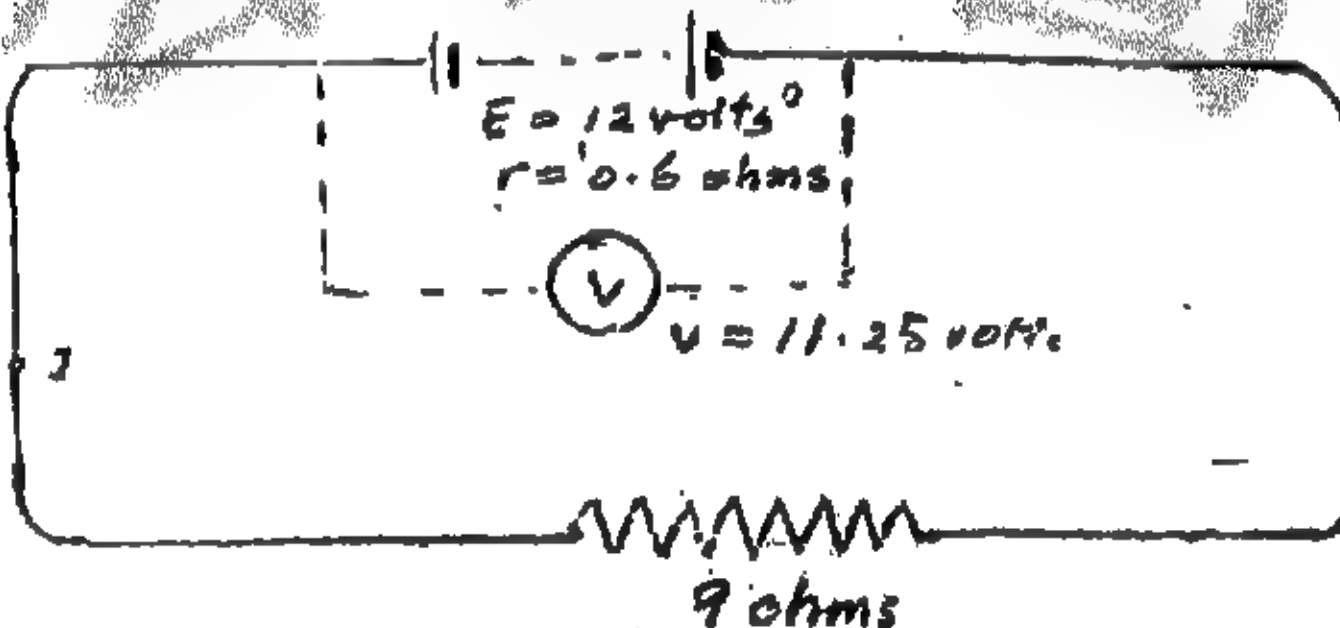 E = 12 volts
r = 0.6 ohms
V
v = 11.25 volts
I
9 ohms